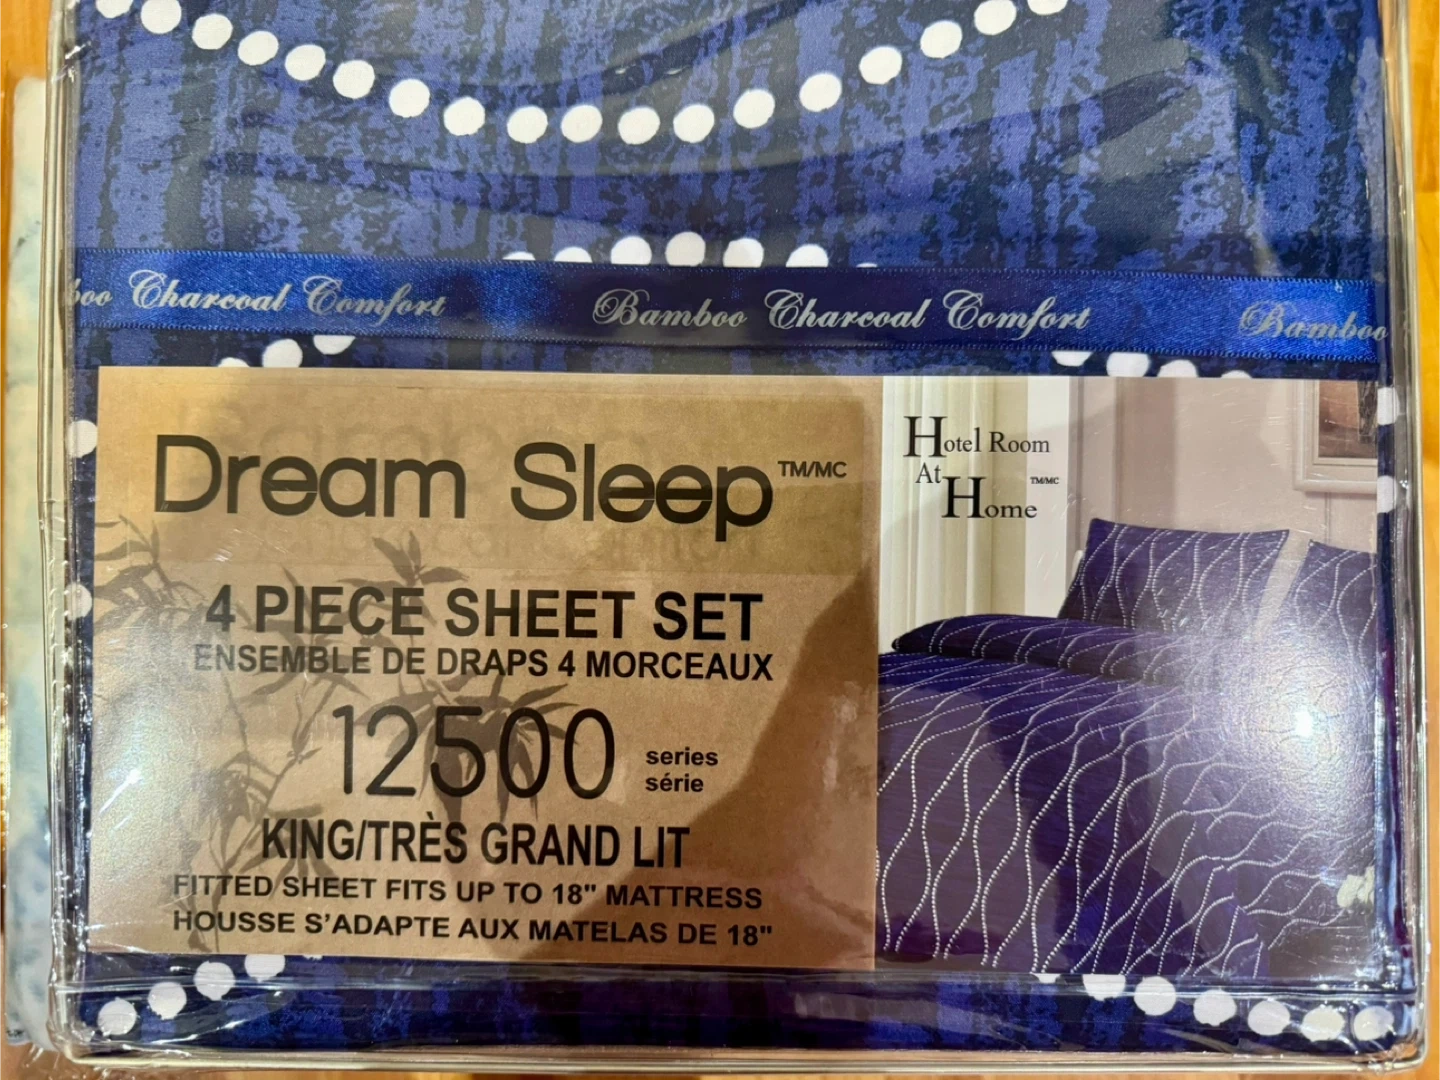 boo Charcoal Comfort Bamboo Charcoal Comfort Bamboo
Dream Sleep TM/MC
4 PIECE SHEET SET
ENSEMBLE DE DRAPS 4 MORCEAUX
12500 series
série
KING/TRÈS GRAND LIT
FITTED SHEET FITS UP TO 18" MATTRESS
HOUSSE S'ADAPTE AUX MATELAS DE 18"
Hotel Room
At
Home TM/MC